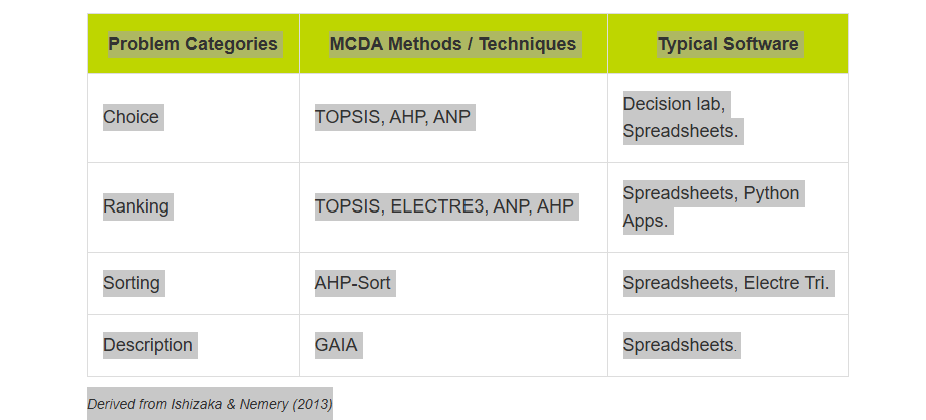 Problem Categories MCDA Methods / Techniques Typical Software
Choice TOPSIS, AHP, ANP Decision lab,
Spreadsheets.
Ranking TOPSIS, ELECTRE3, ANP, AHP Spreadsheets, Python
Apps.
Sorting AHP-Sort Spreadsheets, Electre Tri.
Description GAIA Spreadsheets.
Derived from Ishizaka & Nemery (2013)